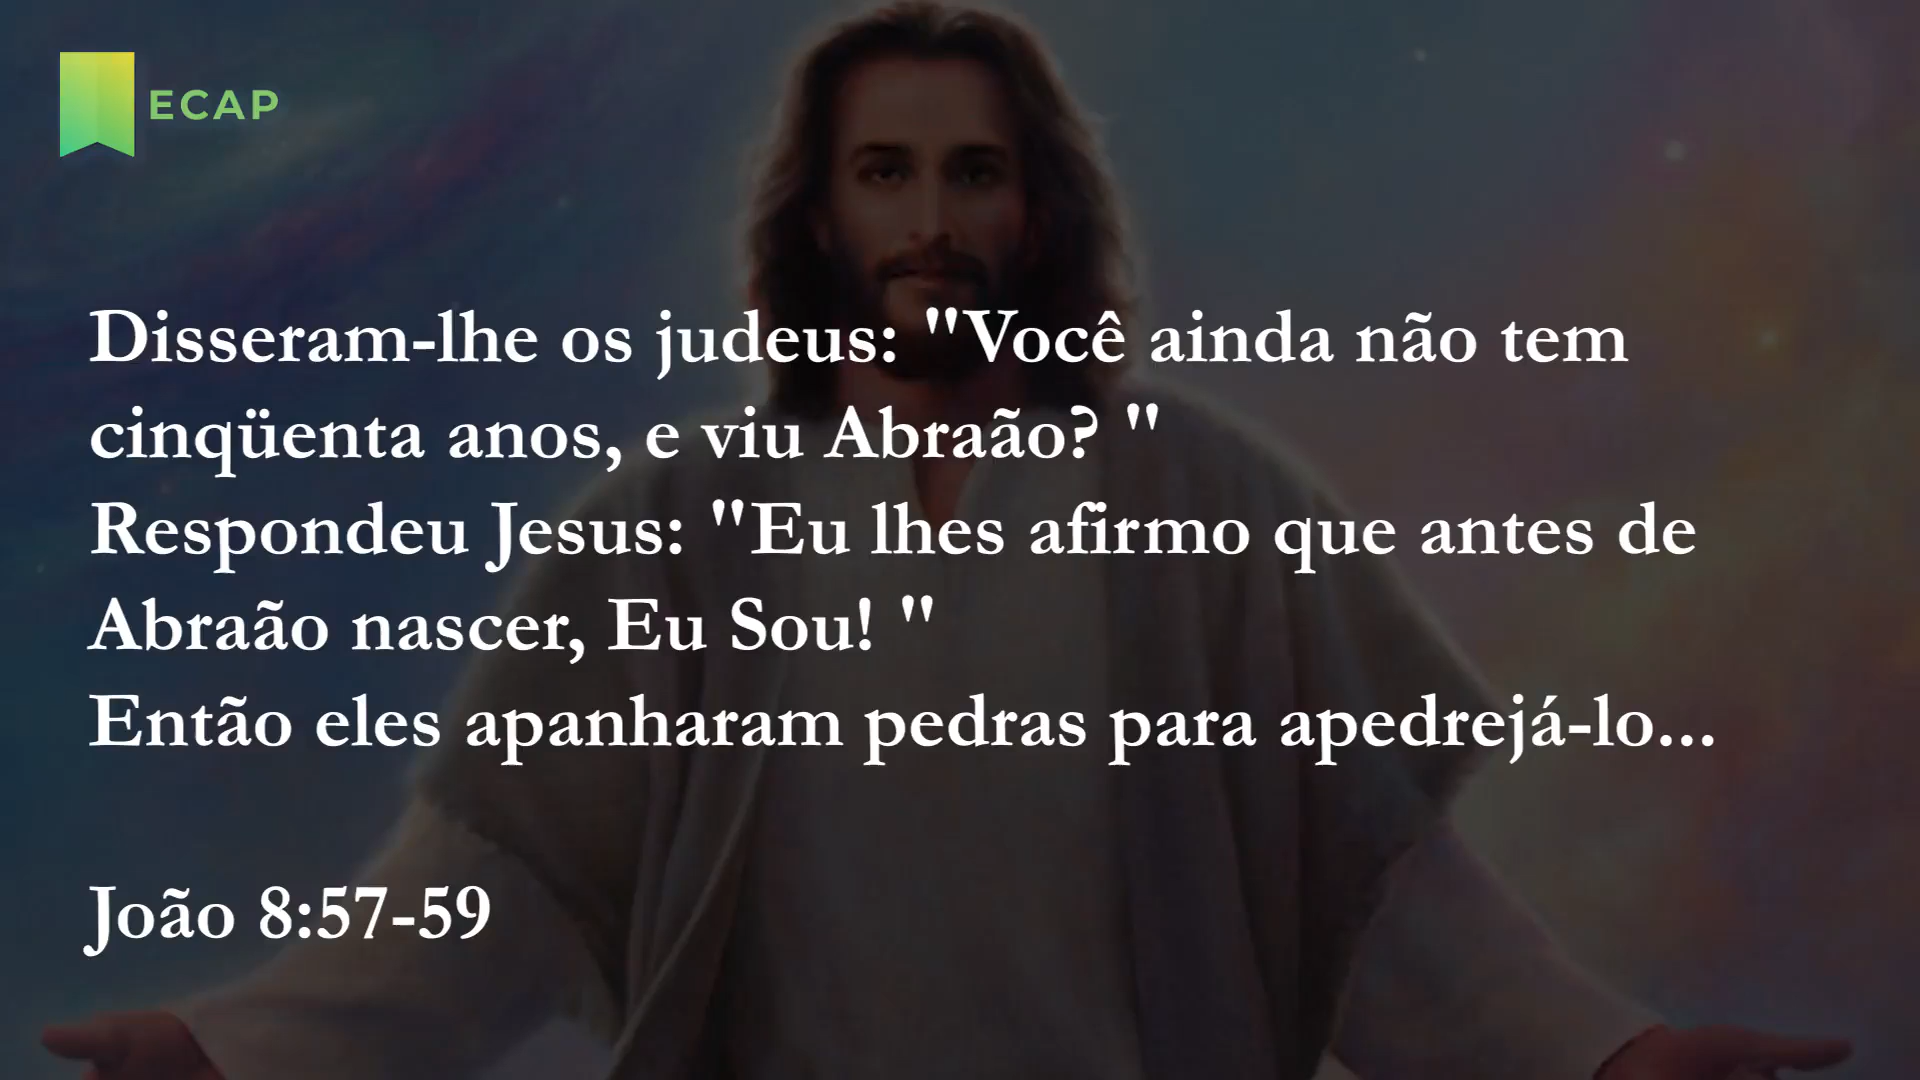 ECAP
Disseram-lhe os judeus: "Você ainda não tem
cinqüenta anos, e viu Abraão? "
Respondeu Jesus: "Eu lhes afirmo que antes de
Abraão nascer, Eu Sou! "
Então eles apanharam pedras para apedrejá-lo...
João 8:57-59